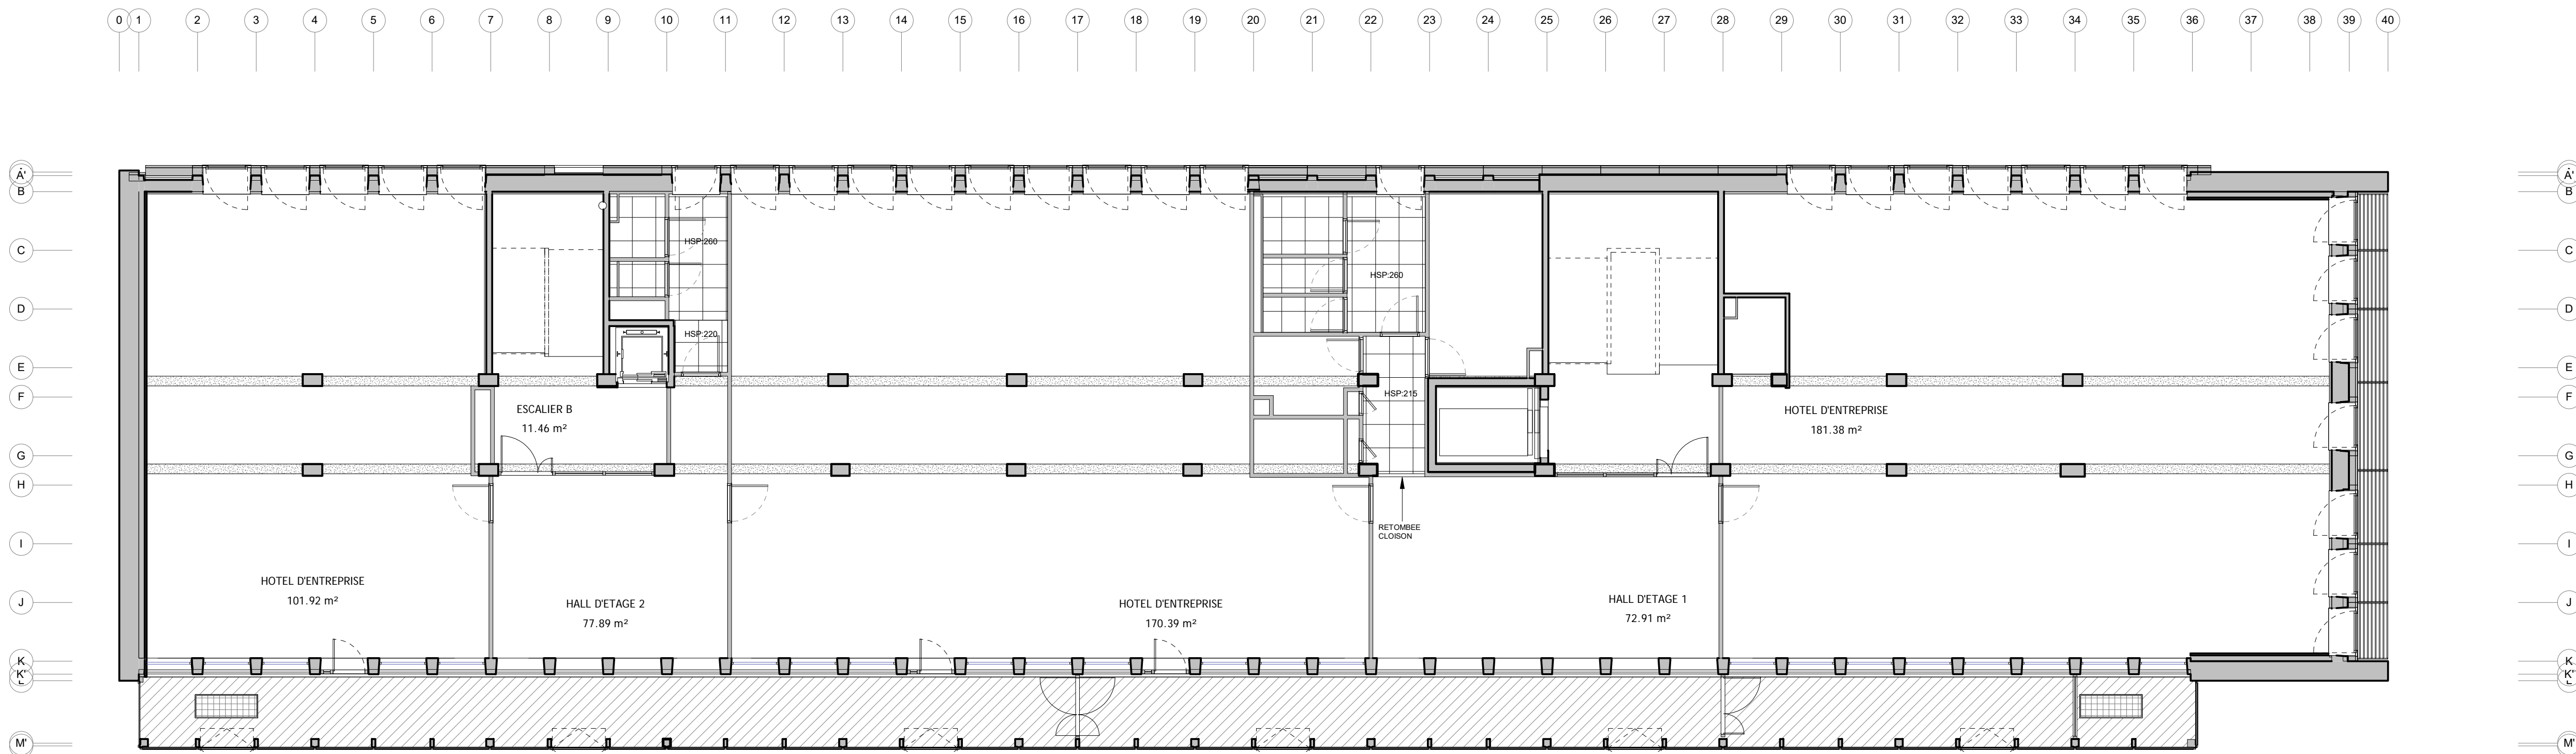 0 1 2 3 4 5 6 7 8 9 10 11 12 13 14 15 16 17 18 19 20 21 22 23 24 25 26 27 28 29 30 31 32 33 34 35 36 37 38 39 40
A' A'
B B
C C
HSP:260
HSP:260
D D
HSP:220
E E
HSP:215
F F
ESCALIER B
11.46 m²
HOTEL D'ENTREPRISE
181.38 m²
G G
H H
RETOMBEE
CLOISON
I I
HOTEL D'ENTREPRISE
101.92 m²
HALL D'ETAGE 2
77.89 m²
HOTEL D'ENTREPRISE
170.39 m²
HALL D'ETAGE 1
72.91 m²
J J
K K
K' K'
L L
M' M'